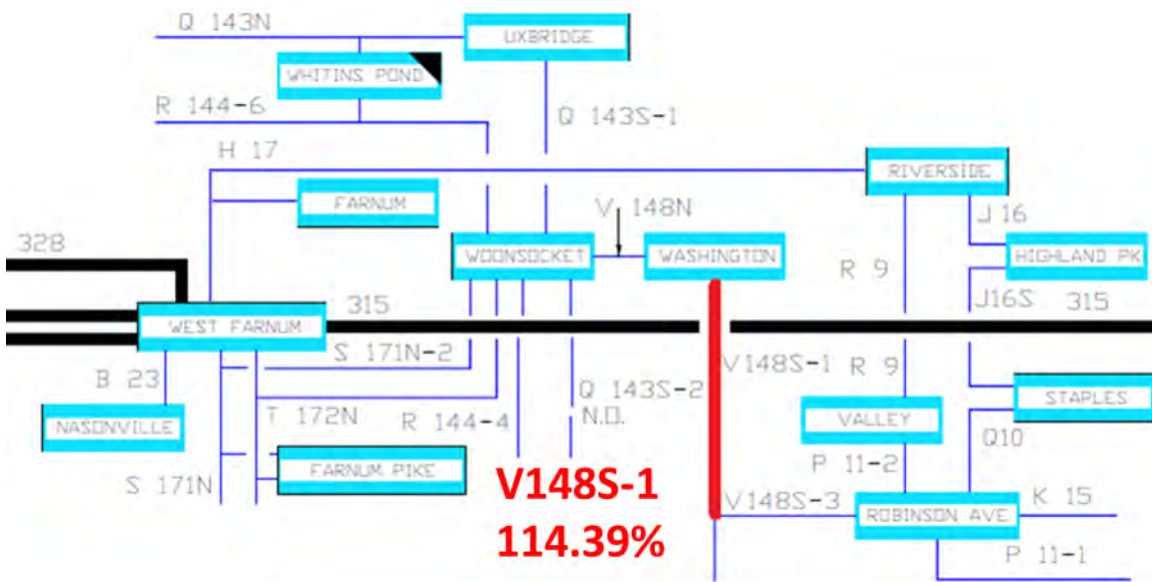 Q 143N
UXBRIDGE
WHITINS POND
R 144-6
Q 143S-1
H 17
RIVERSIDE
FARNUM
J 16
V 148N
328
WOONSOCKET
WASHINGTON
R 9
HIGHLAND PK
315
J16S
315
WEST FARNUM
S 171N-2
V148S-1
R 9
B 23
Q 143S-2
STAPLES
T 172N
R 144-4
N.O.
VALLEY
NASONVILLE
Q10
FARNUM PIKE
P 11-2
S 171N
V148S-1
114.39%
V148S-3
ROBINSON AVE
K 15
P 11-1